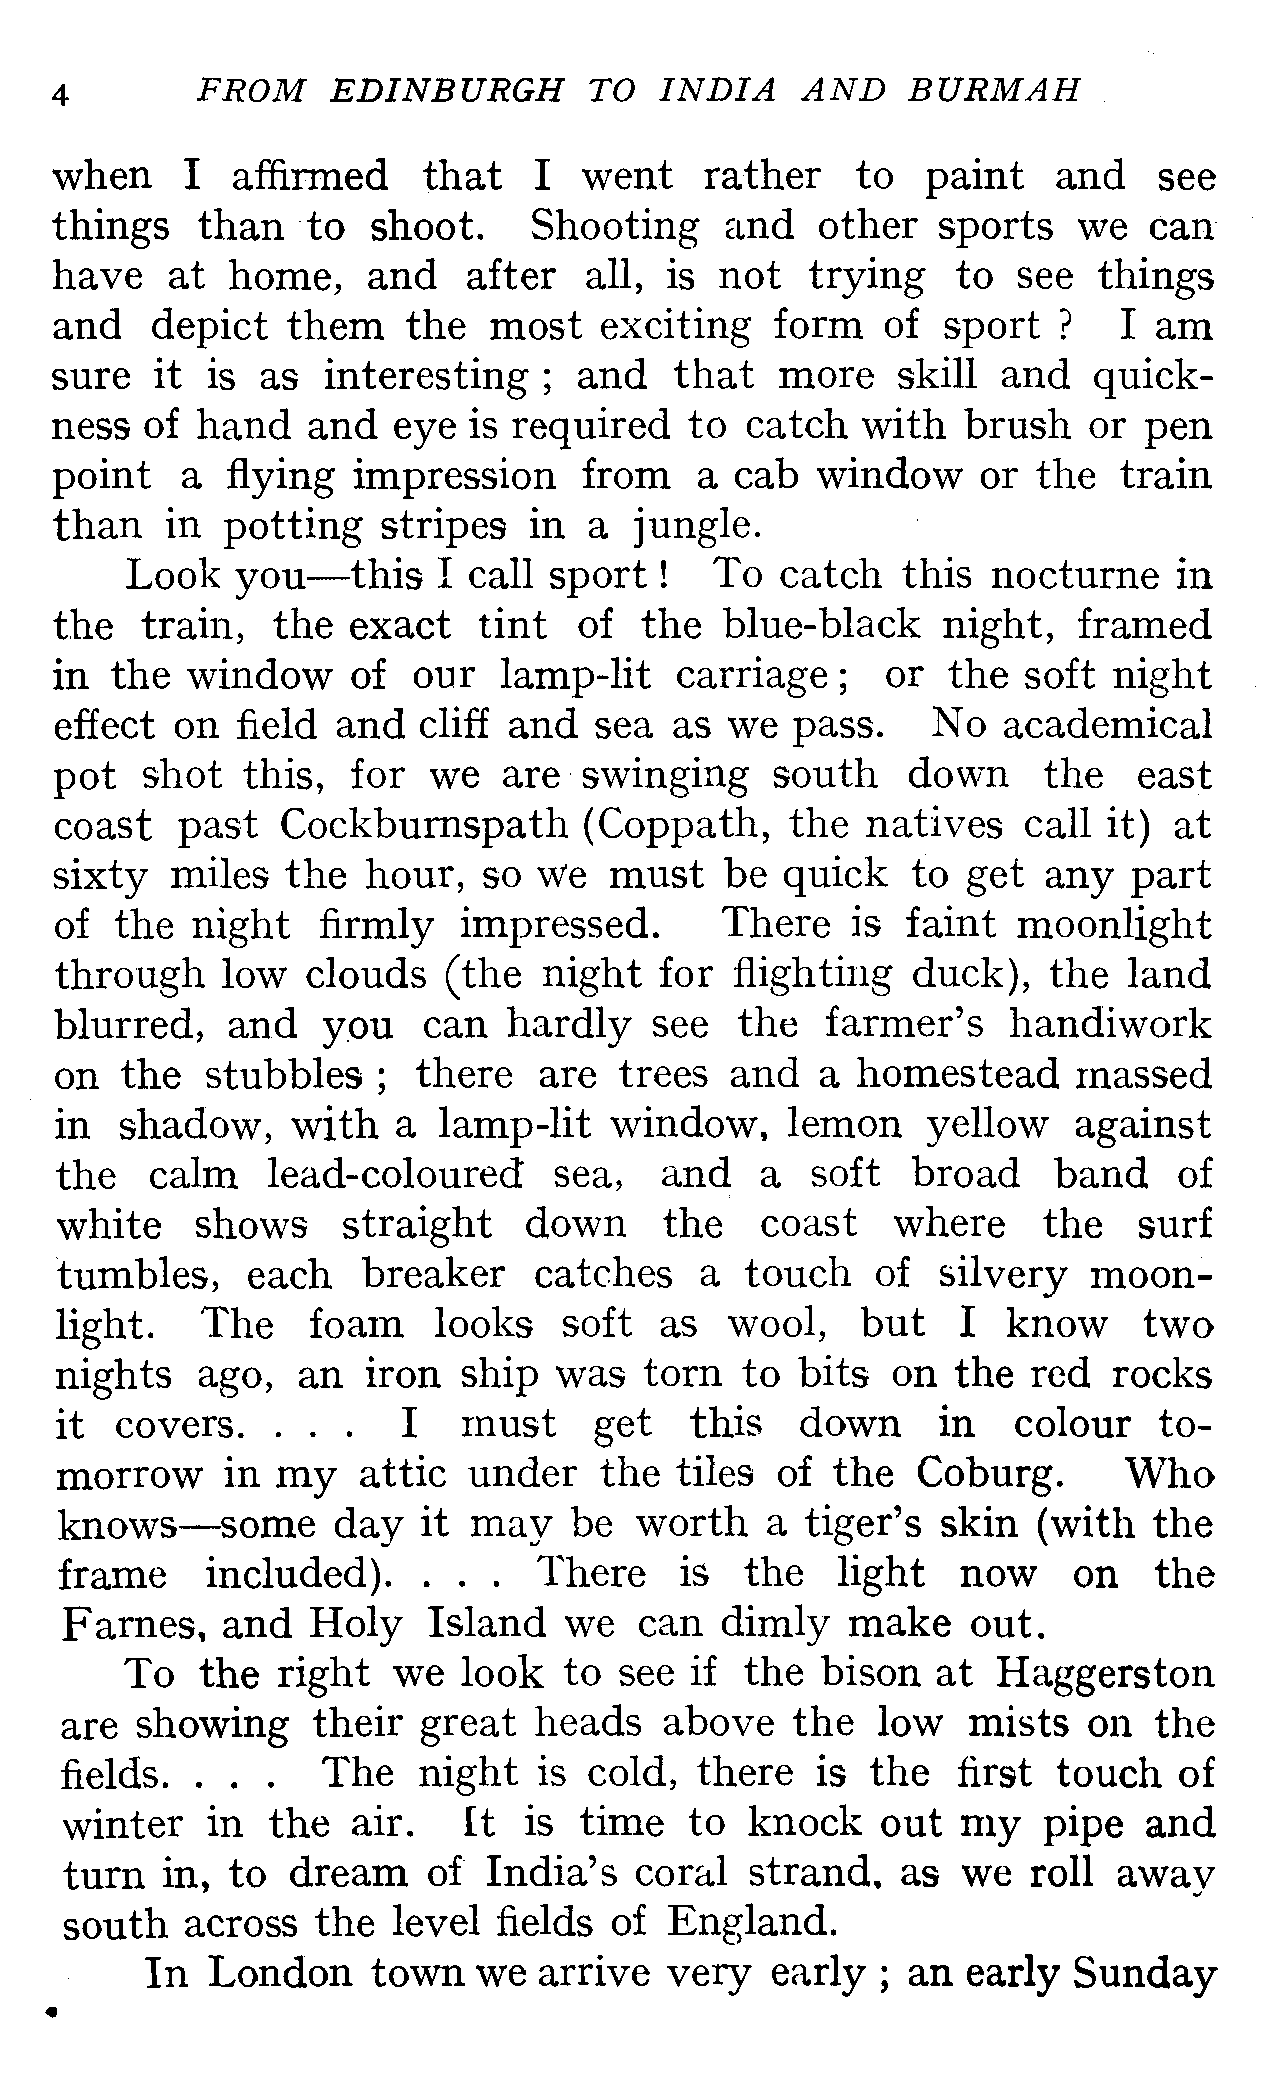 4 FROM EDINBURGH TO INDIA AND BURMAH
when I affirmed that I went rather to paint and see
things than to shoot. Shooting and other sports we can
have at home, and after all, is not trying to see things
and depict them the most exciting form of sport ? I am
sure it is as interesting ; and that more skill and quick-
ness of hand and eye is required to catch with brush or pen
point a flying impression from a cab window or the train
than in potting stripes in a jungle.
Look you—this I call sport ! To catch this nocturne in
the train, the exact tint of the blue-black night, framed
in the window of our lamp-lit carriage ; or the soft night
effect on field and cliff and sea as we pass. No academical
pot shot this, for we are swinging south down the east
coast past Cockburnspath (Coppath, the natives call it) at
sixty miles the hour, so we must be quick to get any part
of the night firmly impressed. There is faint moonlight
through low clouds (the night for flighting duck), the land
blurred, and you can hardly see the farmer's handiwork
on the stubbles ; there are trees and a homestead massed
in shadow, with a lamp-lit window, lemon yellow against
the calm lead-coloured sea, and a soft broad band of
white shows straight down the coast where the surf
tumbles, each breaker catches a touch of silvery moon-
light. The foam looks soft as wool, but I know two
nights ago, an iron ship was torn to bits on the red rocks
it covers. . . . I must get this down in colour to-
morrow in my attic under the tiles of the Coburg. Who
knows—some day it may be worth a tiger's skin (with the
frame included). . . . There is the light now on the
Farnes, and Holy Island we can dimly make out.
To the right we look to see if the bison at Haggerston
are showing their great heads above the low mists on the
fields. . . . The night is cold, there is the first touch of
winter in the air. It is time to knock out my pipe and
turn in, to dream of India's coral strand, as we roll away
south across the level fields of England.
In London town we arrive very early ; an early Sunday